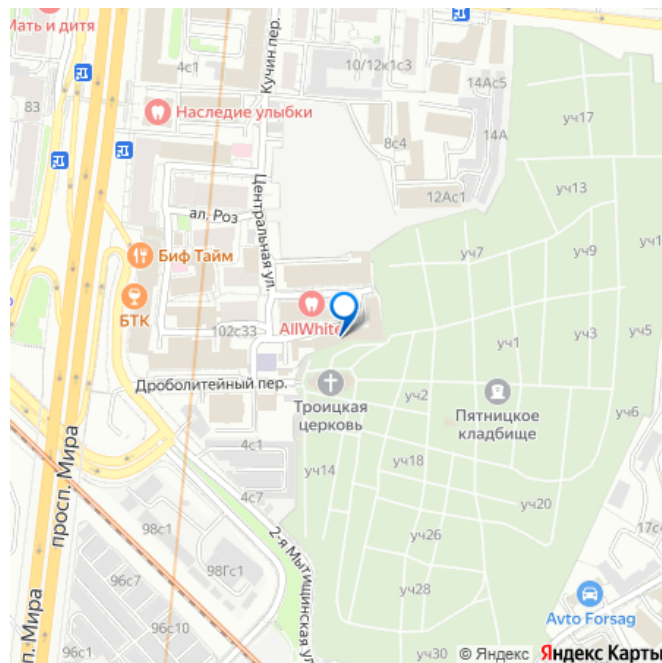 Мать и дитя
4с1
Кучин пер.
10/12к1с3
14Ас5
83
Наследие улыбки
14А
уч17
8с4
12Ас1
уч13
ал. Роз
Центральная ул.
уч7
уч9
уч1
Биф Тайм
БТК
AllWhite
102с33
уч1
уч3
уч5
Дроболитейный пер.
Троицкая
церковь
уч2
Пятницкое
кладбище
уч6
просп. Мира
4с1
уч14
уч18
4с7
уч20
98с1
2-я Мытищинская ул.
уч26
17с
96с7
98Гс1
уч28
Avto Forsag
96с10
96с1
п. Мира
уч30
© Яндекс Яндекс Карты